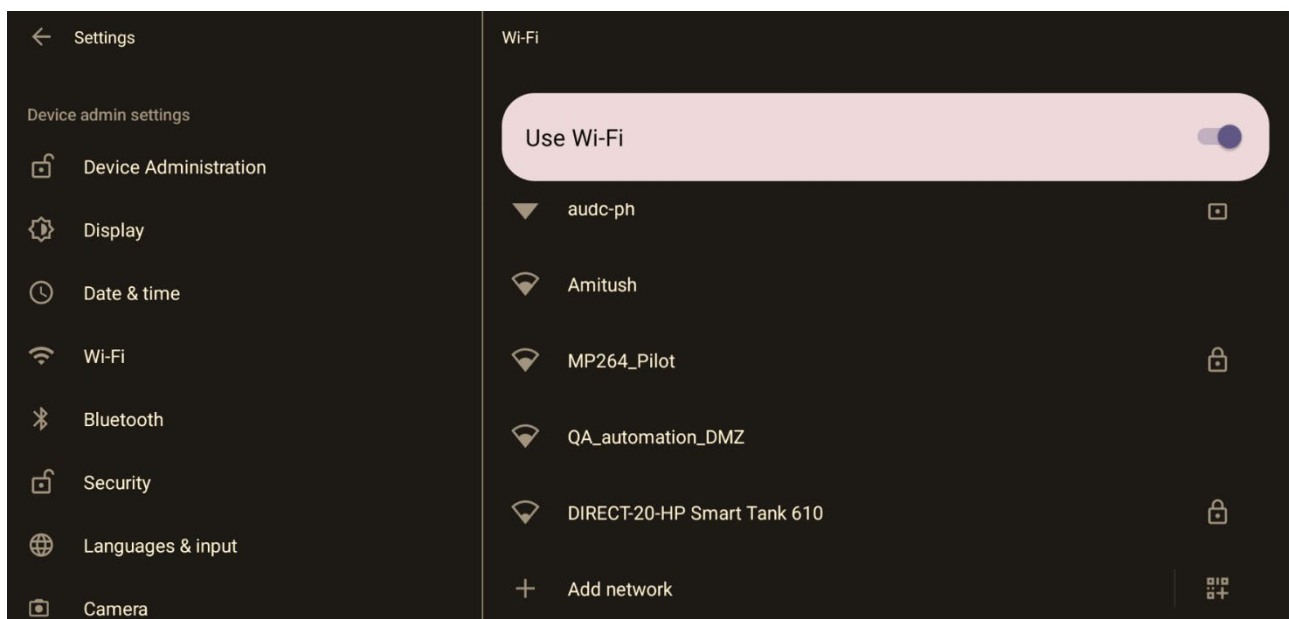 Settings
Device admin settings
Device Administration
Display
Date & time
Wi-Fi
Bluetooth
Security
Languages & input
Camera
Wi-Fi
Use Wi-Fi
audc-ph
Amitush
MP264_Pilot
QA_automation_DMZ
DIRECT-20-HP Smart Tank 610
Add network